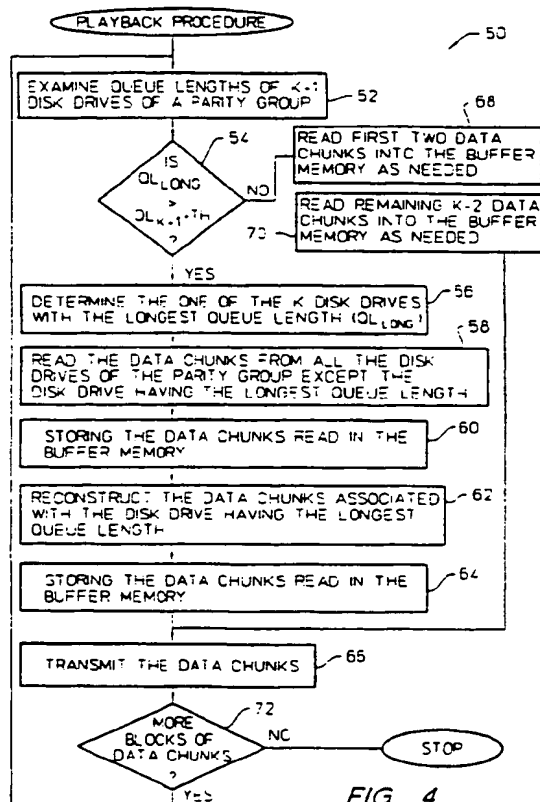 PLAYBACK PROCEDURE
50
EXAMINE QUEUE LENGTHS OF K+1
DISK DRIVES OF A PARITY GROUP
52
54
IS
QL LONG
>
QL K+1-TH
?
NO
68
READ FIRST TWO DATA
CHUNKS INTO THE BUFFER
MEMORY AS NEEDED
70
READ REMAINING K-2 DATA
CHUNKS INTO THE BUFFER
MEMORY AS NEEDED
YES
DETERMINE THE ONE OF THE K DISK DRIVES
WITH THE LONGEST QUEUE LENGTH (QL LONG)
56
58
READ THE DATA CHUNKS FROM ALL THE DISK
DRIVES OF THE PARITY GROUP EXCEPT THE
DISK DRIVE HAVING THE LONGEST QUEUE LENGTH
STORING THE DATA CHUNKS READ IN THE
BUFFER MEMORY
60
RECONSTRUCT THE DATA CHUNKS ASSOCIATED
WITH THE DISK DRIVE HAVING THE LONGEST
QUEUE LENGTH
62
STORING THE DATA CHUNKS READ IN THE
BUFFER MEMORY
64
TRANSMIT THE DATA CHUNKS
66
72
MORE
BLOCKS OF
DATA CHUNKS
?
NO
STOP
YES
FIG. 4